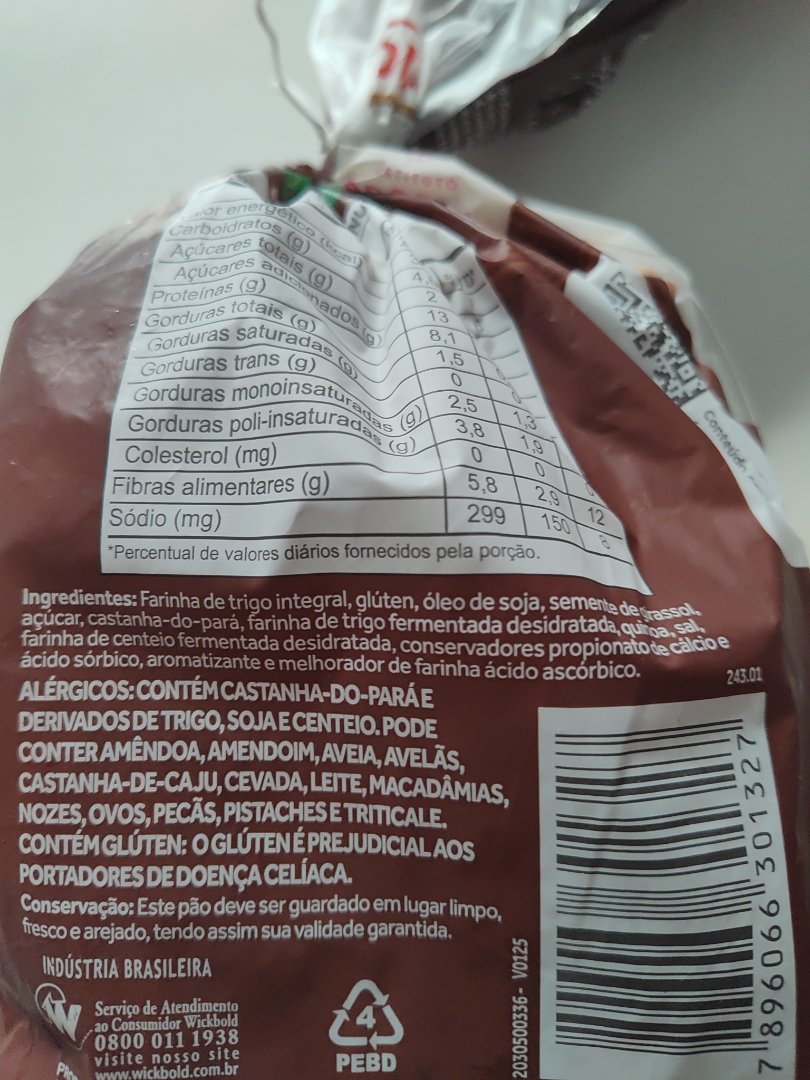 Valor energético (kcal)
Carboidratos (g)
Açúcares totais (g) 4,
Açúcares adicionados (g) 2
Proteínas (g) 13
Gorduras totais (g) 8,1
Gorduras saturadas (g) 1,5
Gorduras trans (g) 0
Gorduras monoinsaturadas (g) 2,5 1,3
Gorduras poli-insaturadas (g) 3,8 1,9
Colesterol (mg) 0 0 0
Fibras alimentares (g) 5,8 2,9 12
Sódio (mg) 299 150 8
*Percentual de valores diários fornecidos pela porção.
Ingredientes: Farinha de trigo integral, glúten, óleo de soja, semente de girassol,
açúcar, castanha-do-pará, farinha de trigo fermentada desidratada, quinoa, sal,
farinha de centeio fermentada desidratada, conservadores propionato de cálcio e
ácido sórbico, aromatizante e melhorador de farinha ácido ascórbico.
243.01
ALÉRGICOS: CONTÉM CASTANHA-DO-PARÁ E
DERIVADOS DE TRIGO, SOJA E CENTEIO. PODE
CONTER AMÊNDOA, AMENDOIM, AVEIA, AVELÃS,
CASTANHA-DE-CAJU, CEVADA, LEITE, MACADÂMIAS,
NOZES, OVOS, PECÃS, PISTACHES E TRITICALE.
CONTÉM GLÚTEN: O GLÚTEN É PREJUDICIAL AOS
PORTADORES DE DOENÇA CELÍACA.
Conservação: Este pão deve ser guardado em lugar limpo,
fresco e arejado, tendo assim sua validade garantida.
INDÚSTRIA BRASILEIRA
Serviço de Atendimento
ao Consumidor Wickbold
0800 011 1938
visite nosso site
www.wickbold.com.br
4
PEBD
2030500336 - V0125
7 896066 301327